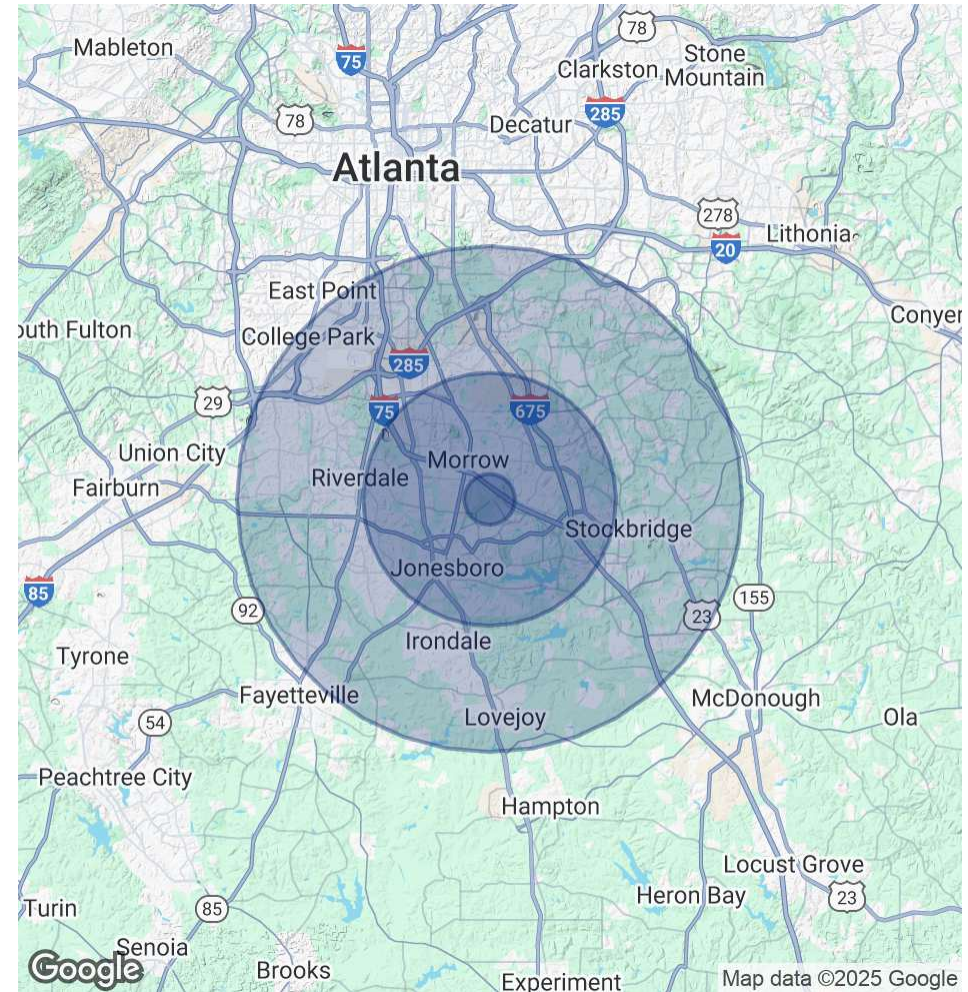 78
Mableton
Stone
Mountain
75
Clarkston
285
78
Decatur
Atlanta
278
Lithonia
20
East Point
Conyer
outh Fulton
College Park
285
29
75
675
Union City
Morrow
Riverdale
Fairburn
Stockbridge
Jonesboro
85
155
92
23
Irondale
Tyrone
Fayetteville
McDonough
54
Lovejoy
Ola
Peachtree City
Hampton
Locust Grove
Heron Bay
23
Turin
85
Senoia
Google
Brooks
Experiment
Map data ©2025 Google